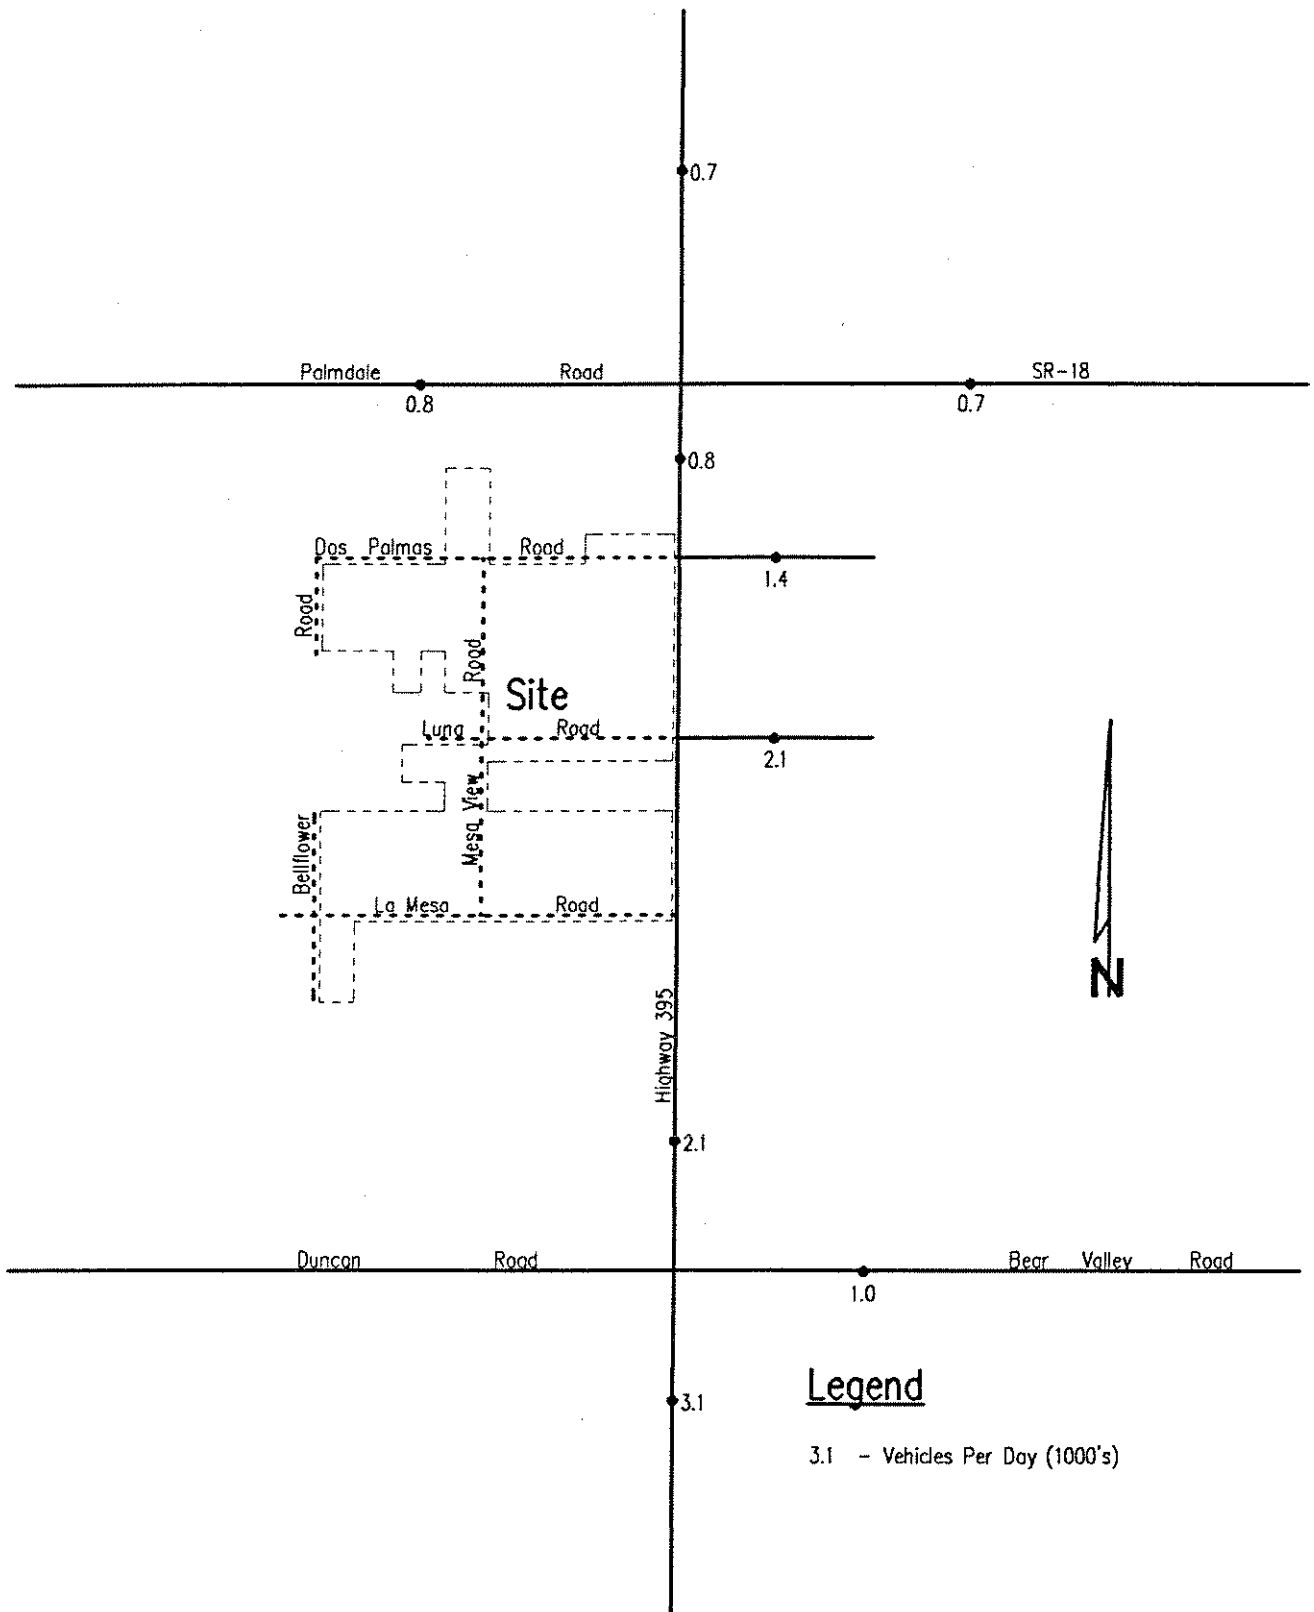 0.7
Palmdale Road SR-18
0.8
0.7
0.8
Dos Palmas Road
1.4
Road
Road
Site
Luna Road
2.1
Mesa View
Bellflower
La Mesa Road
N
Highway 395
2.1
Duncan Road Bear Valley Road
1.0
3.1
Legend
3.1 - Vehicles Per Day (1000's)